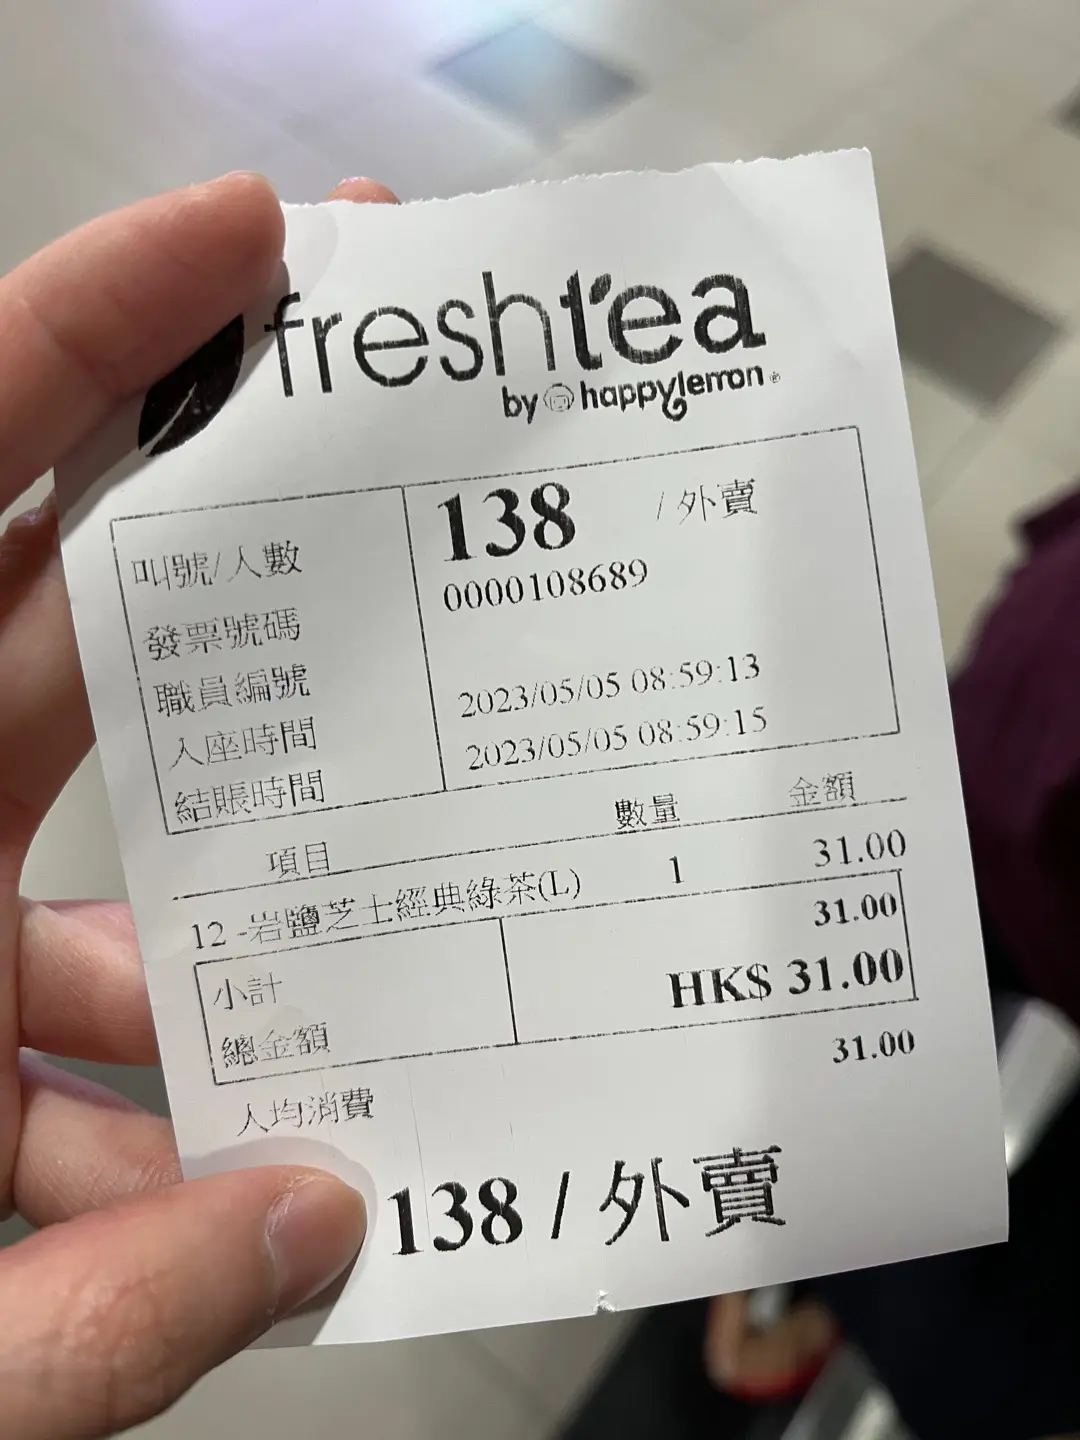 freshtea
by happylemon
叫號/人數 138 /外賣
發票號碼 0000108689
職員編號
入座時間 2023/05/05 08:59:13
結賬時間 2023/05/05 08:59:15
項目 數量 金額
12 -岩鹽芝士經典綠茶(L) 1 31.00
小計 31.00
總金額 HK$ 31.00
人均消費 31.00
138 / 外賣